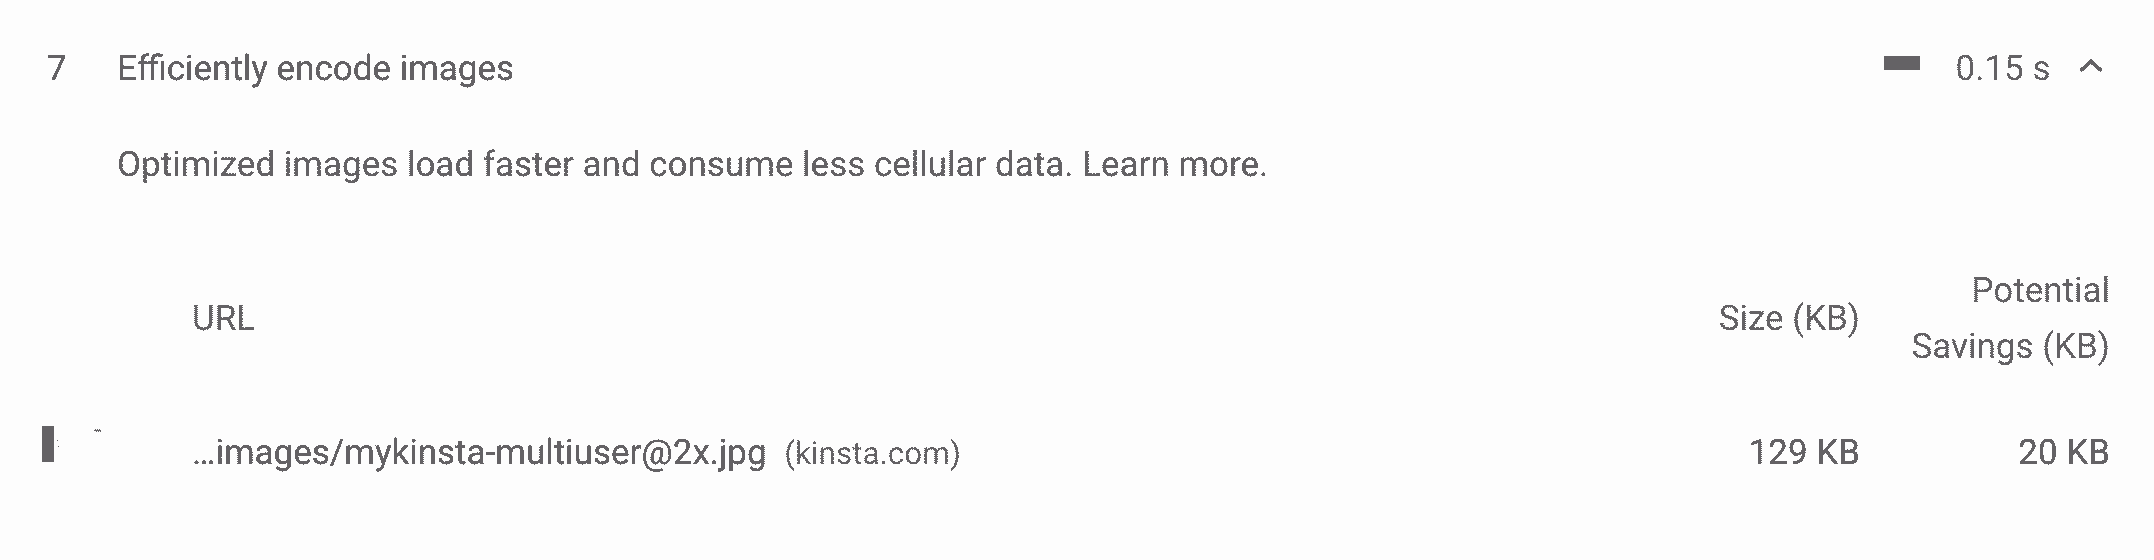 7 Efficiently encode images 0.15 s
Optimized images load faster and consume less cellular data. Learn more.
URL Size (KB) Potential Savings (KB)
...images/mykinsta-multiuser@2x.jpg (kinsta.com) 129 KB 20 KB